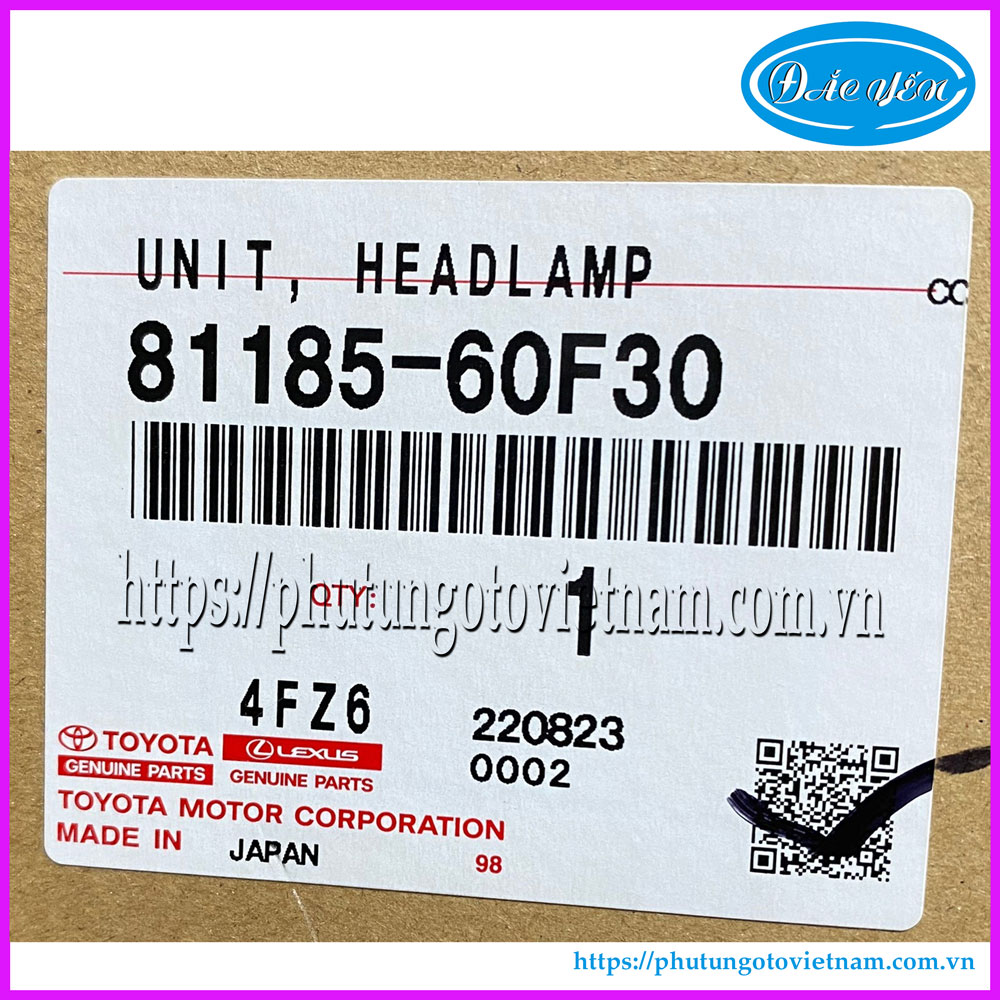 ĐẮC YẾN
UNIT, HEADLAMP
CC
81185-60F30
https://phutungotovietnam.com.vn
QTY: 1
4FZ6
220823
0002
TOYOTA
GENUINE PARTS
LEXUS
GENUINE PARTS
TOYOTA MOTOR CORPORATION
MADE IN JAPAN 98
https://phutungotovietnam.com.vn